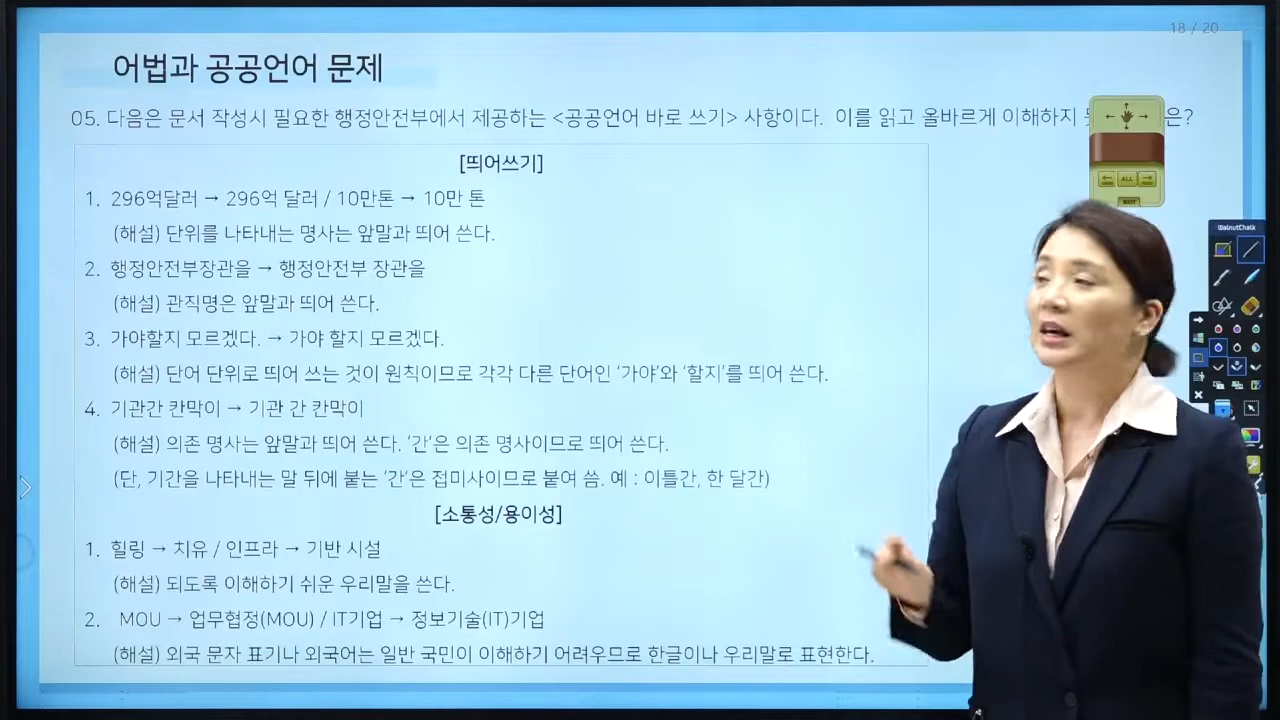 18 / 20
어법과 공공언어 문제
05. 다음은 문서 작성시 필요한 행정안전부에서 제공하는 <공공언어 바로 쓰기> 사항이다. 이를 읽고 올바르게 이해하지 은?
[띄어쓰기]
1. 296억달러 → 296억 달러 / 10만톤 → 10만 톤
(해설) 단위를 나타내는 명사는 앞말과 띄어 쓴다.
2. 행정안전부장관을 → 행정안전부 장관을
(해설) 관직명은 앞말과 띄어 쓴다.
3. 가야할지 모르겠다. → 가야 할지 모르겠다.
(해설) 단어 단위로 띄어 쓰는 것이 원칙이므로 각각 다른 단어인 '가야'와 '할지'를 띄어 쓴다.
4. 기관간 칸막이 → 기관 간 칸막이
(해설) 의존 명사는 앞말과 띄어 쓴다. '간'은 의존 명사이므로 띄어 쓴다.
(단, 기간을 나타내는 말 뒤에 붙는 '간'은 접미사이므로 붙여 씀. 예 : 이틀간, 한 달간)
[소통성/용이성]
1. 힐링 → 치유 / 인프라 → 기반 시설
(해설) 되도록 이해하기 쉬운 우리말을 쓴다.
2. MOU → 업무협정(MOU) / IT기업 → 정보기술(IT)기업
(해설) 외국 문자 표기나 외국어는 일반 국민이 이해하기 어려우므로 한글이나 우리말로 표현한다.
ALL
WalnutChalk